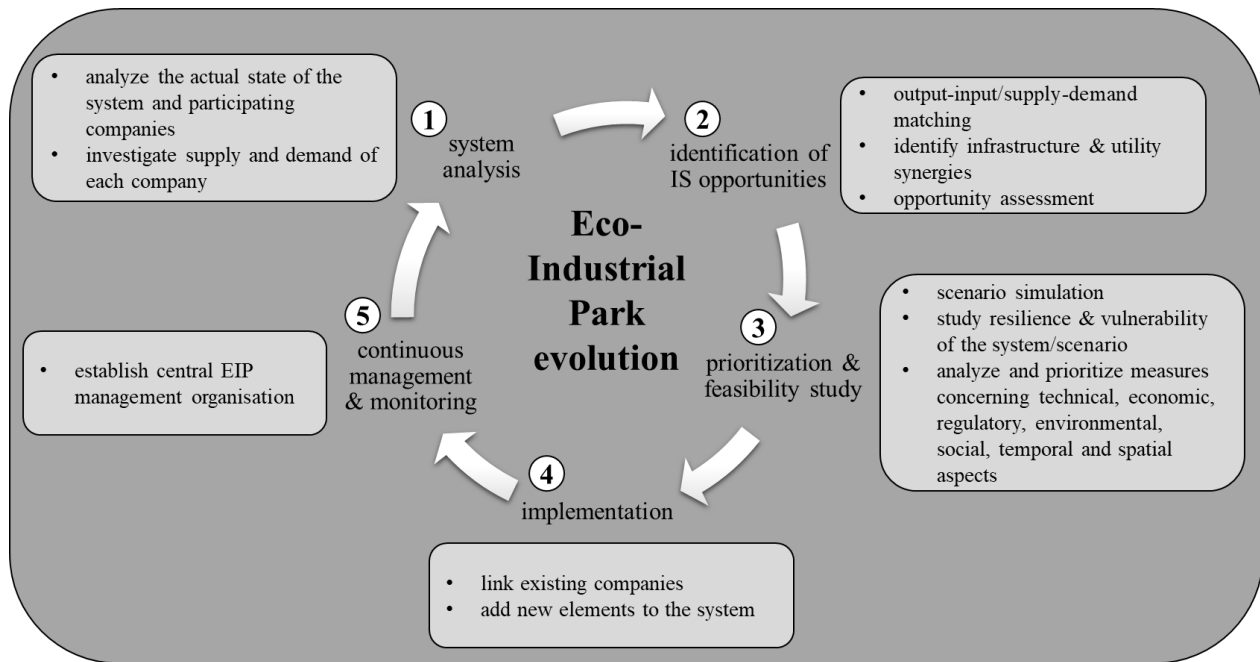 • analyze the actual state of the
system and participating
companies
• investigate supply and demand of
each company
1
system
analysis
2
identification of
IS opportunities
• output-input/supply-demand
matching
• identify infrastructure & utility
synergies
• opportunity assessment
Eco-
Industrial
Park
evolution
3
prioritization &
feasibility study
• scenario simulation
• study resilience & vulnerability
of the system/scenario
• analyze and prioritize measures
concerning technical, economic,
regulatory, environmental,
social, temporal and spatial
aspects
4
implementation
• link existing companies
• add new elements to the system
5
continuous
management
& monitoring
• establish central EIP
management organisation